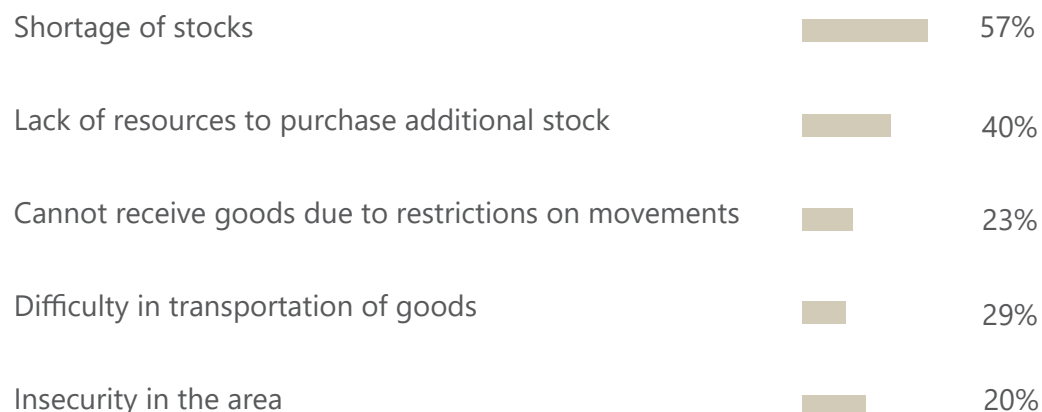 Shortage of stocks 57%
Lack of resources to purchase additional stock 40%
Cannot receive goods due to restrictions on movements 23%
Difficulty in transportation of goods 29%
Insecurity in the area 20%